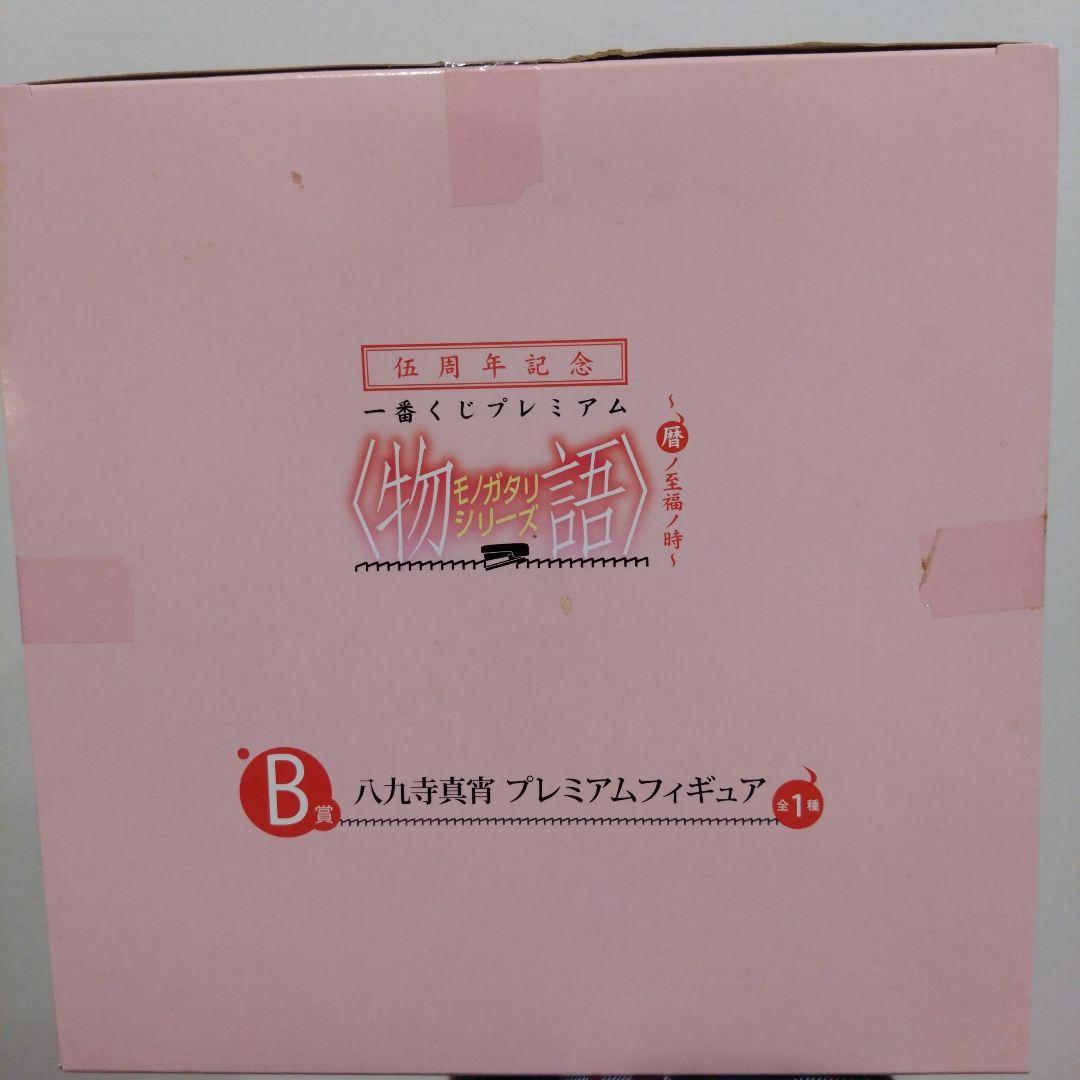 伍周年記念
一番くじプレミアム
〈物語〉
モノガタリ
シリーズ
～暦ノ至福ノ時～
B賞
八九寺真宵 プレミアムフィギュア
全1種